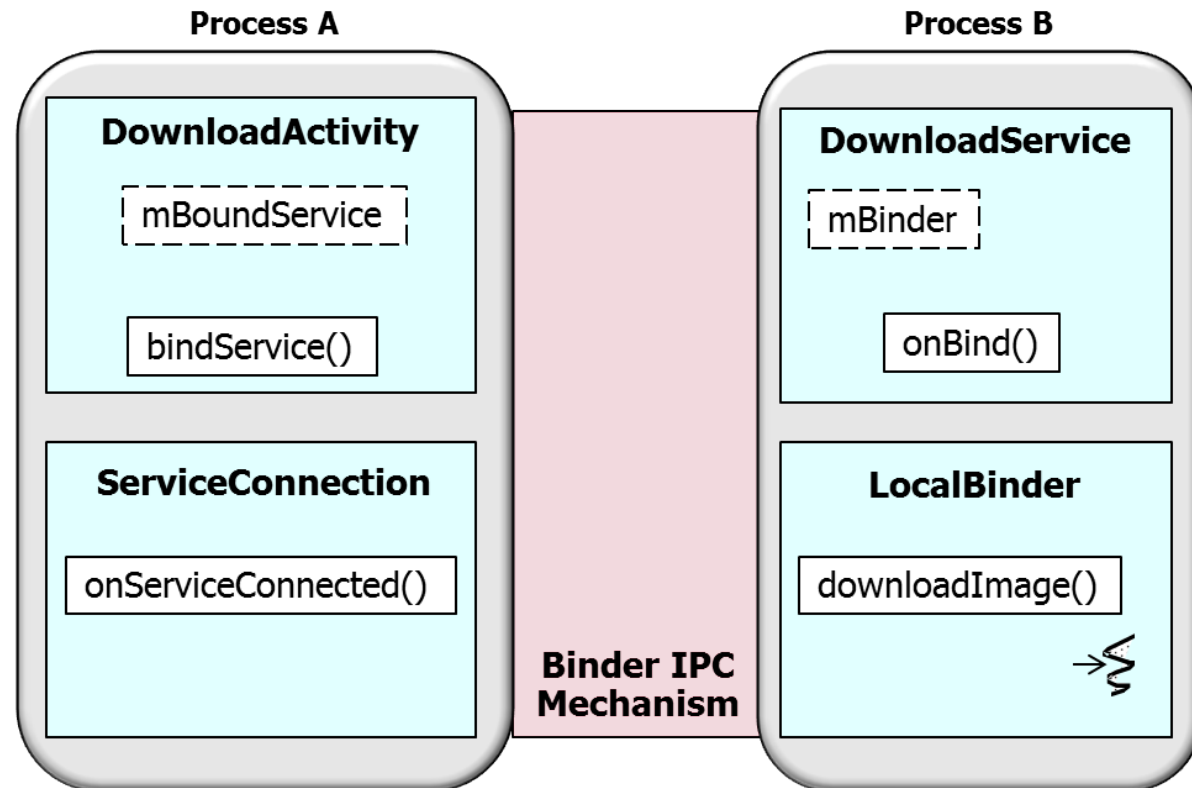 Process A
Process B
DownloadActivity
mBoundService
bindService()
ServiceConnection
onServiceConnected()
Binder IPC
Mechanism
DownloadService
mBinder
onBind()
LocalBinder
downloadImage()